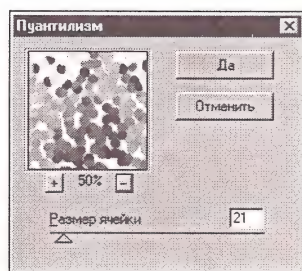 Пуантилизм
Да
Отменить
+ 50% -
Размер ячейки 21